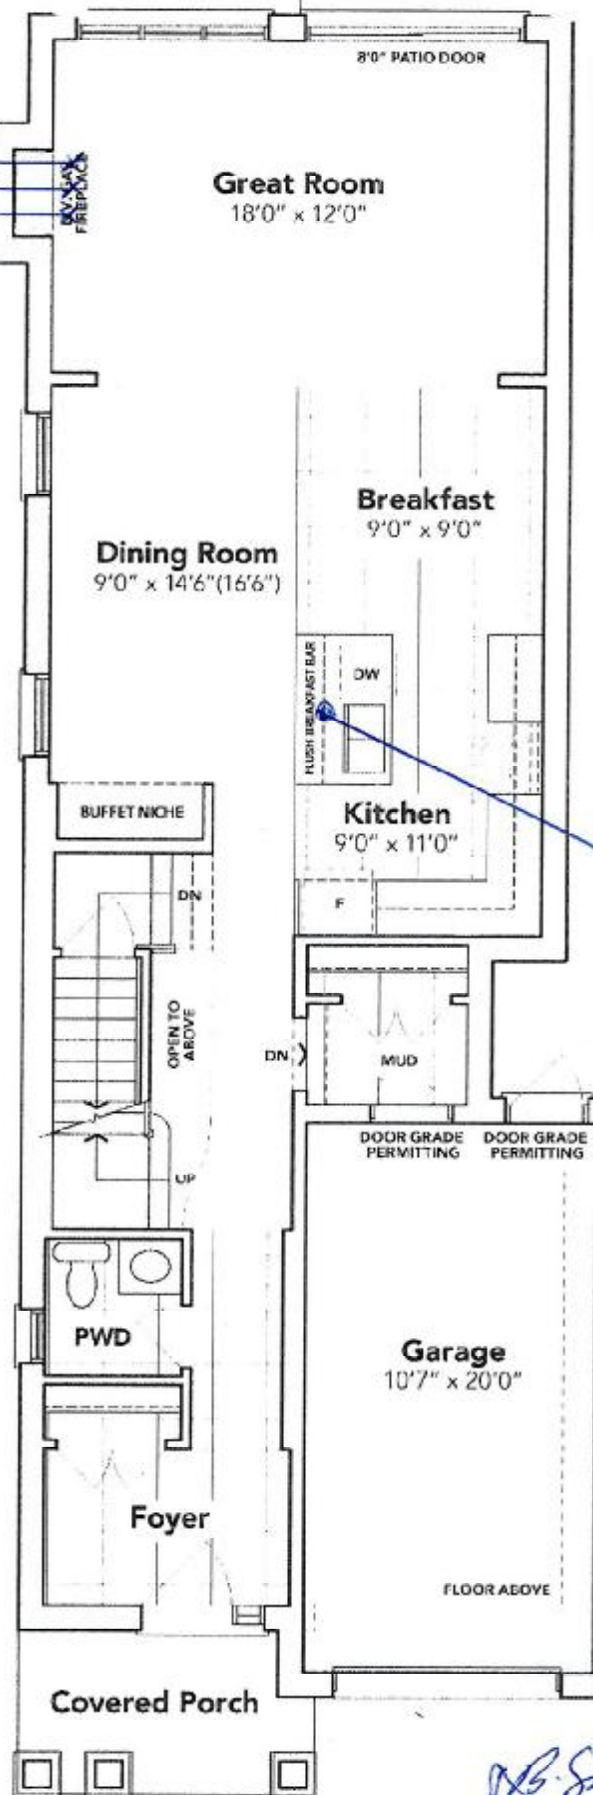 8'0" PATIO DOOR
FIREPLACE
Great Room
18'0" x 12'0"
Breakfast
9'0" x 9'0"
Dining Room
9'0" x 14'6"(16'6")
FLUSH BREAKFAST BAR
DW
BUFFET NICHE
Kitchen
9'0" x 11'0"
F
DN
OPEN TO
ABOVE
DN
MUD
DOOR GRADE
PERMITTING
DOOR GRADE
PERMITTING
UP
PWD
Garage
10'7" x 20'0"
Foyer
FLOOR ABOVE
Covered Porch